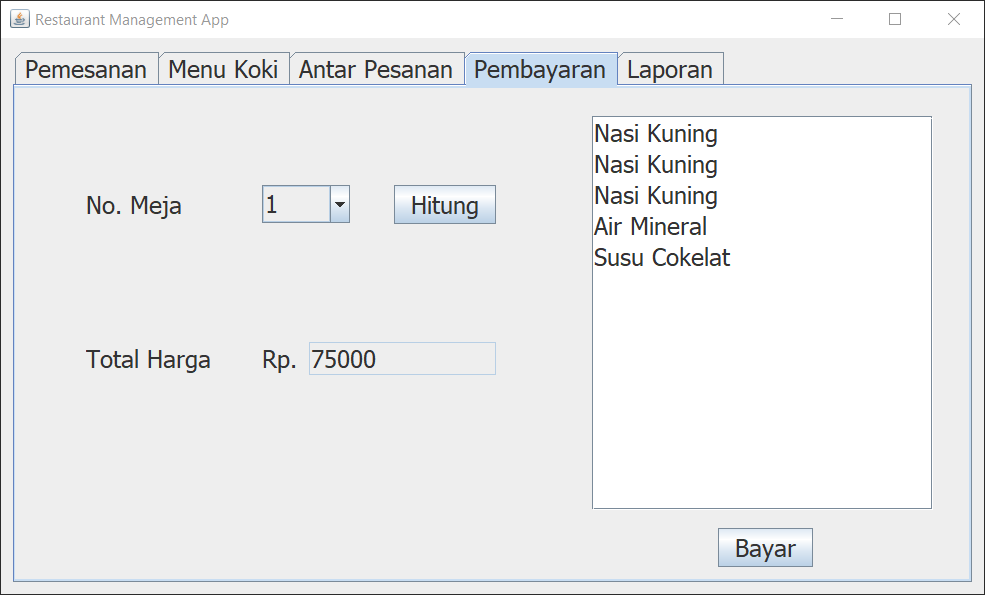 Restaurant Management App
Pemesanan Menu Koki Antar Pesanan Pembayaran Laporan
No. Meja 1 Hitung
Total Harga Rp. 75000
Nasi Kuning
Nasi Kuning
Nasi Kuning
Air Mineral
Susu Cokelat
Bayar